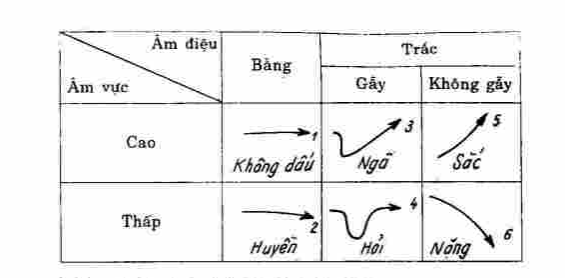 Âm điệu
Âm vực
Bằng
Trắc
Gẫy
Không gẫy
Cao
1
Không dấu
3
Ngã
5
Sắc
Thấp
2
Huyền
4
Hỏi
6
Nặng